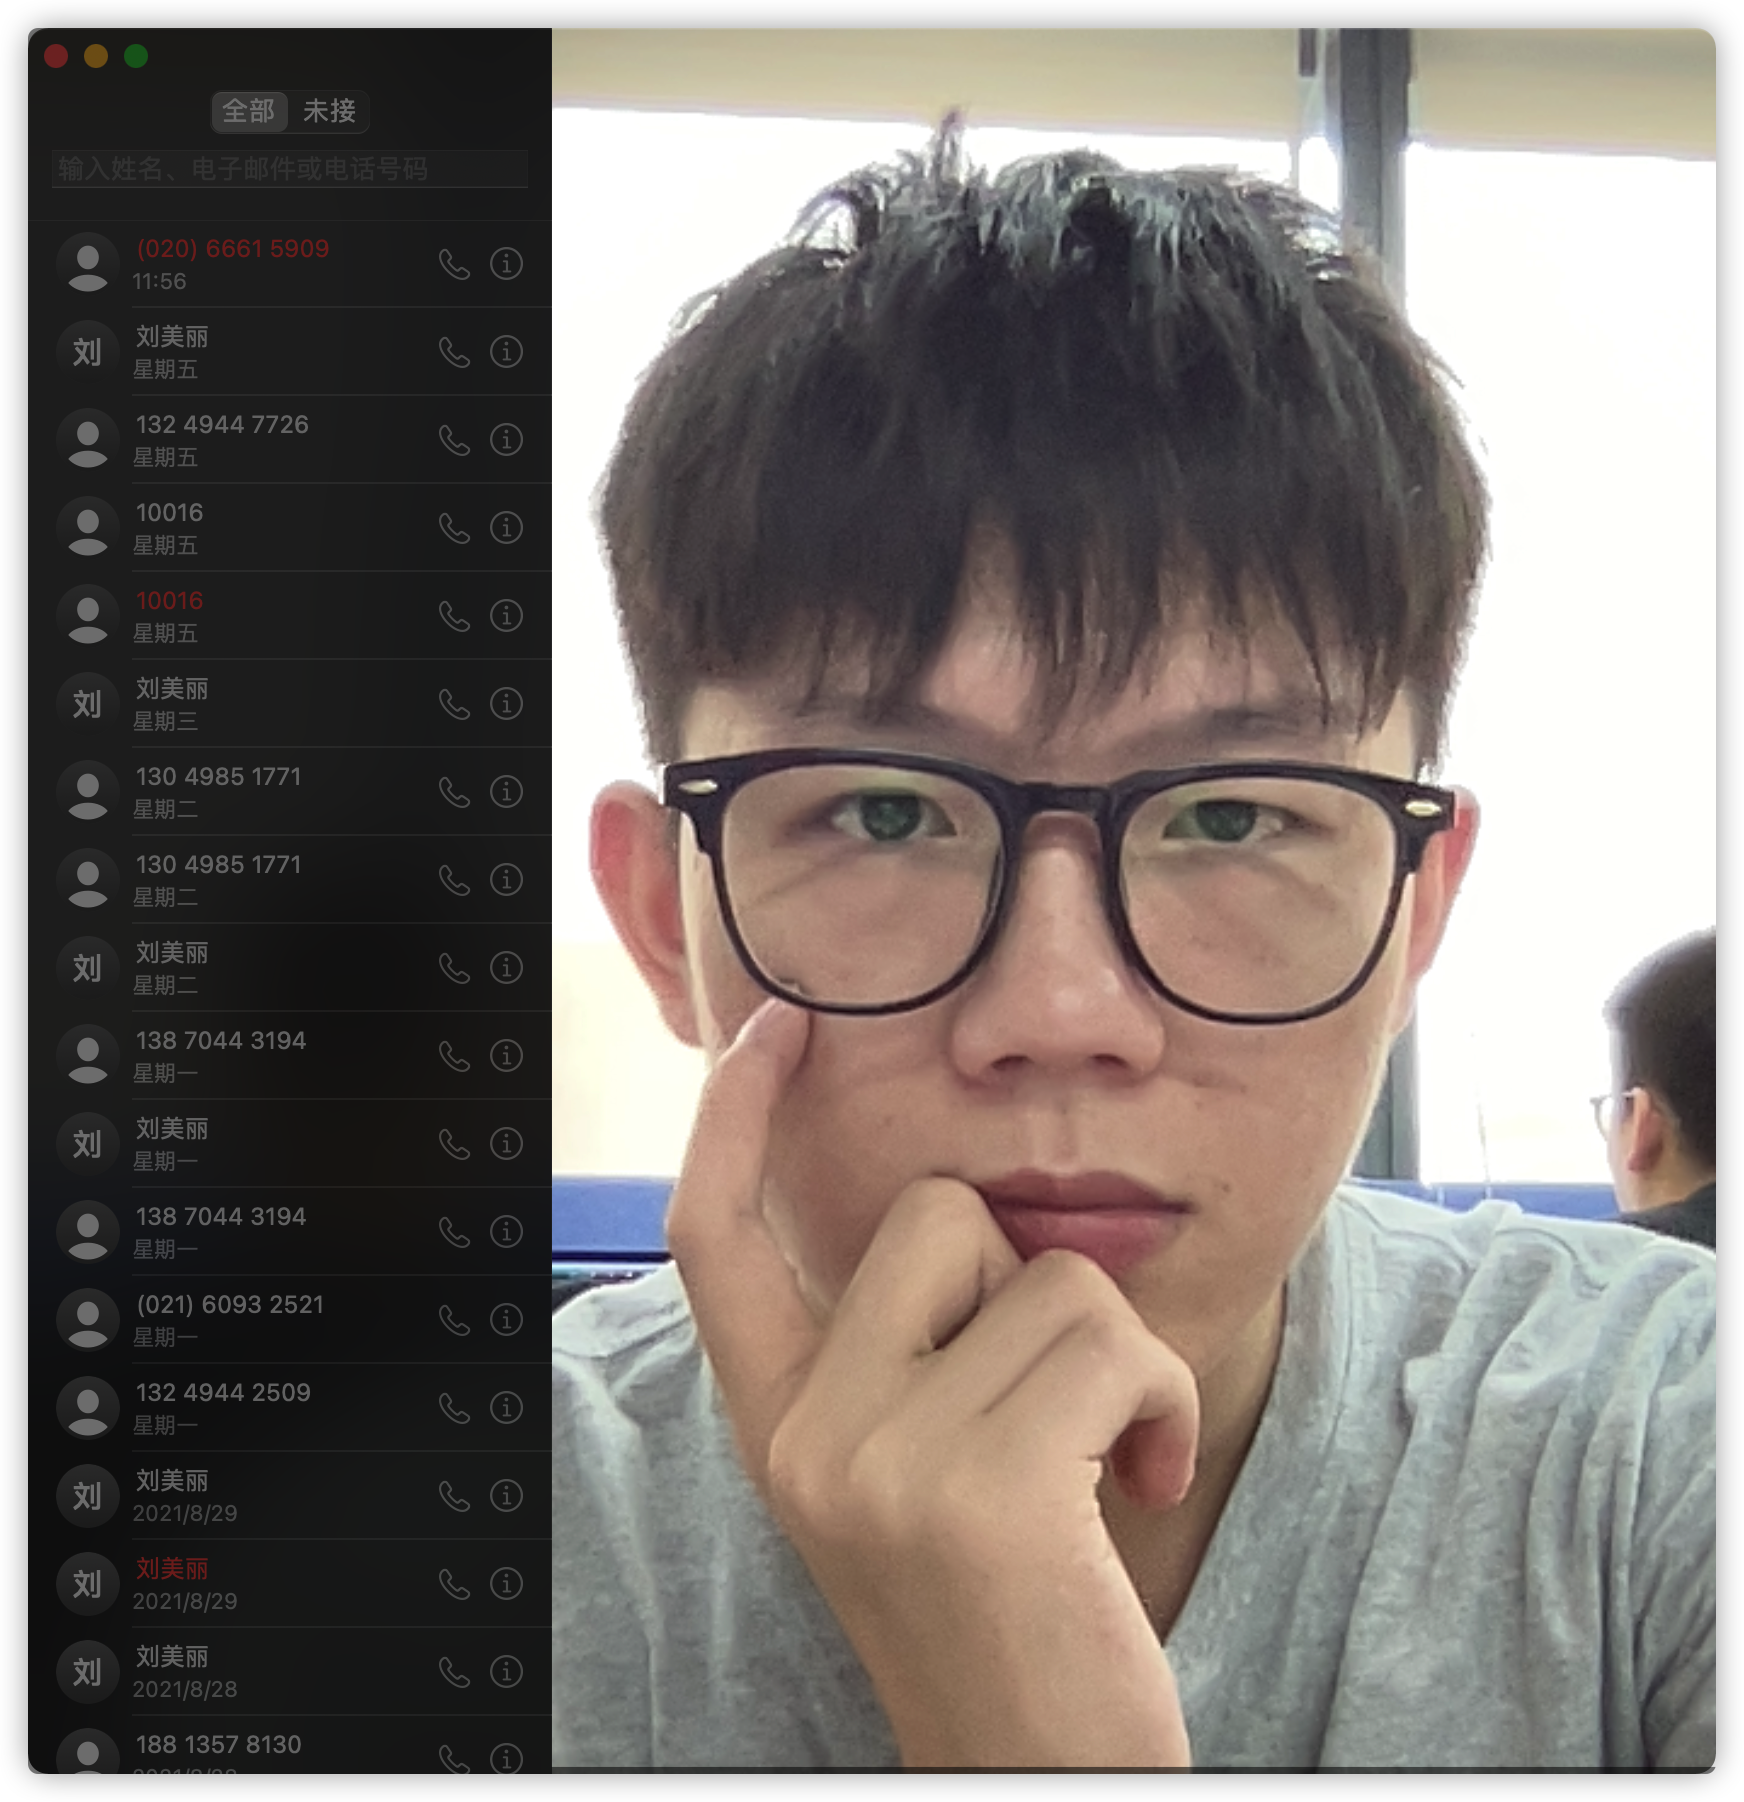 全部 未接
输入姓名、电子邮件或电话号码
(020) 6661 5909
11:56
刘 刘美丽
星期五
132 4944 7726
星期五
10016
星期五
10016
星期五
刘 刘美丽
星期三
130 4985 1771
星期二
130 4985 1771
星期二
刘 刘美丽
星期二
138 7044 3194
星期一
刘 刘美丽
星期一
138 7044 3194
星期一
(021) 6093 2521
星期一
132 4944 2509
星期一
刘 刘美丽
2021/8/29
刘 刘美丽
2021/8/29
刘 刘美丽
2021/8/28
188 1357 8130